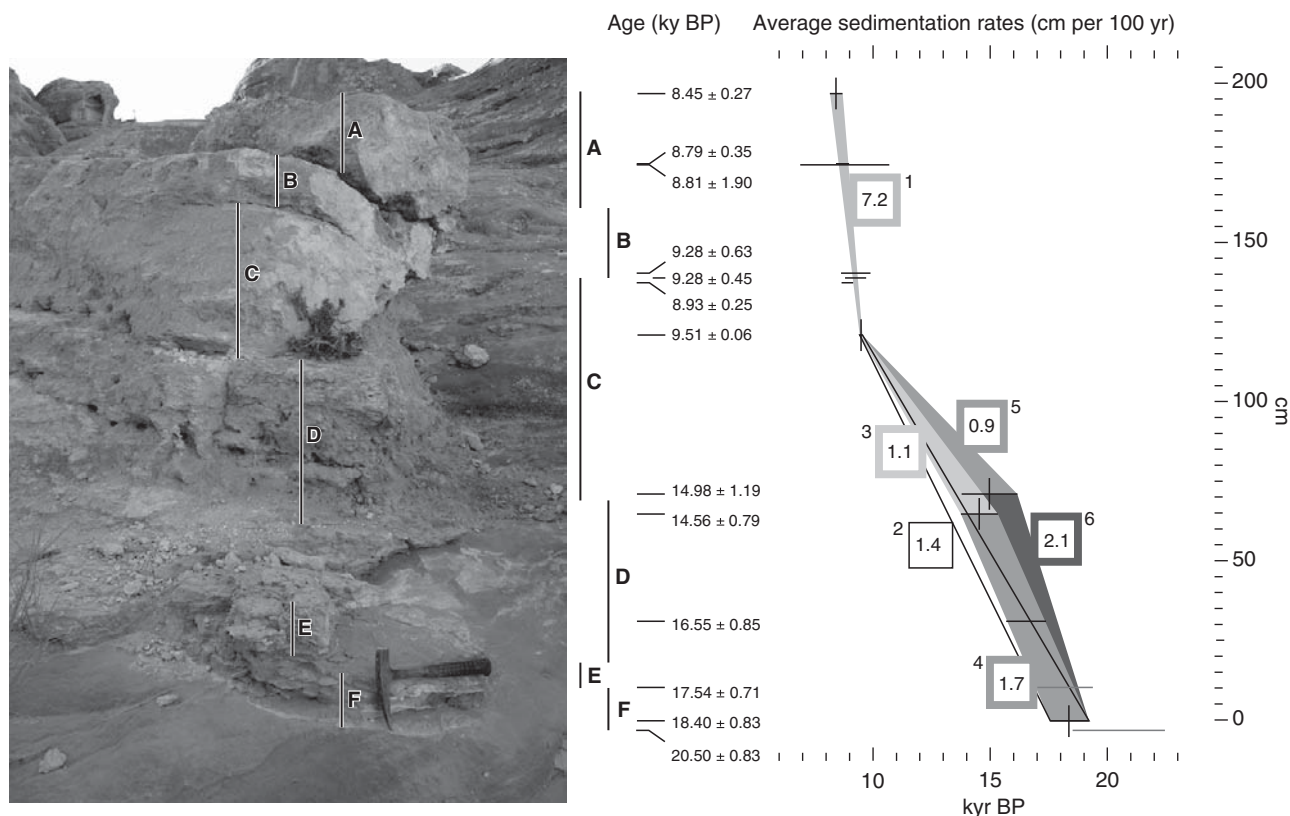 Age (ky BP)
Average sedimentation rates (cm per 100 yr)
A
B
C
D
E
F
A
B
C
D
E
F
8.45 ± 0.27
8.79 ± 0.35
8.81 ± 1.90
9.28 ± 0.63
9.28 ± 0.45
8.93 ± 0.25
9.51 ± 0.06
14.98 ± 1.19
14.56 ± 0.79
16.55 ± 0.85
17.54 ± 0.71
18.40 ± 0.83
20.50 ± 0.83
7.2 1
5
0.9
3
1.1
6
2.1
2
1.4
4
1.7
200
150
100
50
0
cm
10 15 20
kyr BP